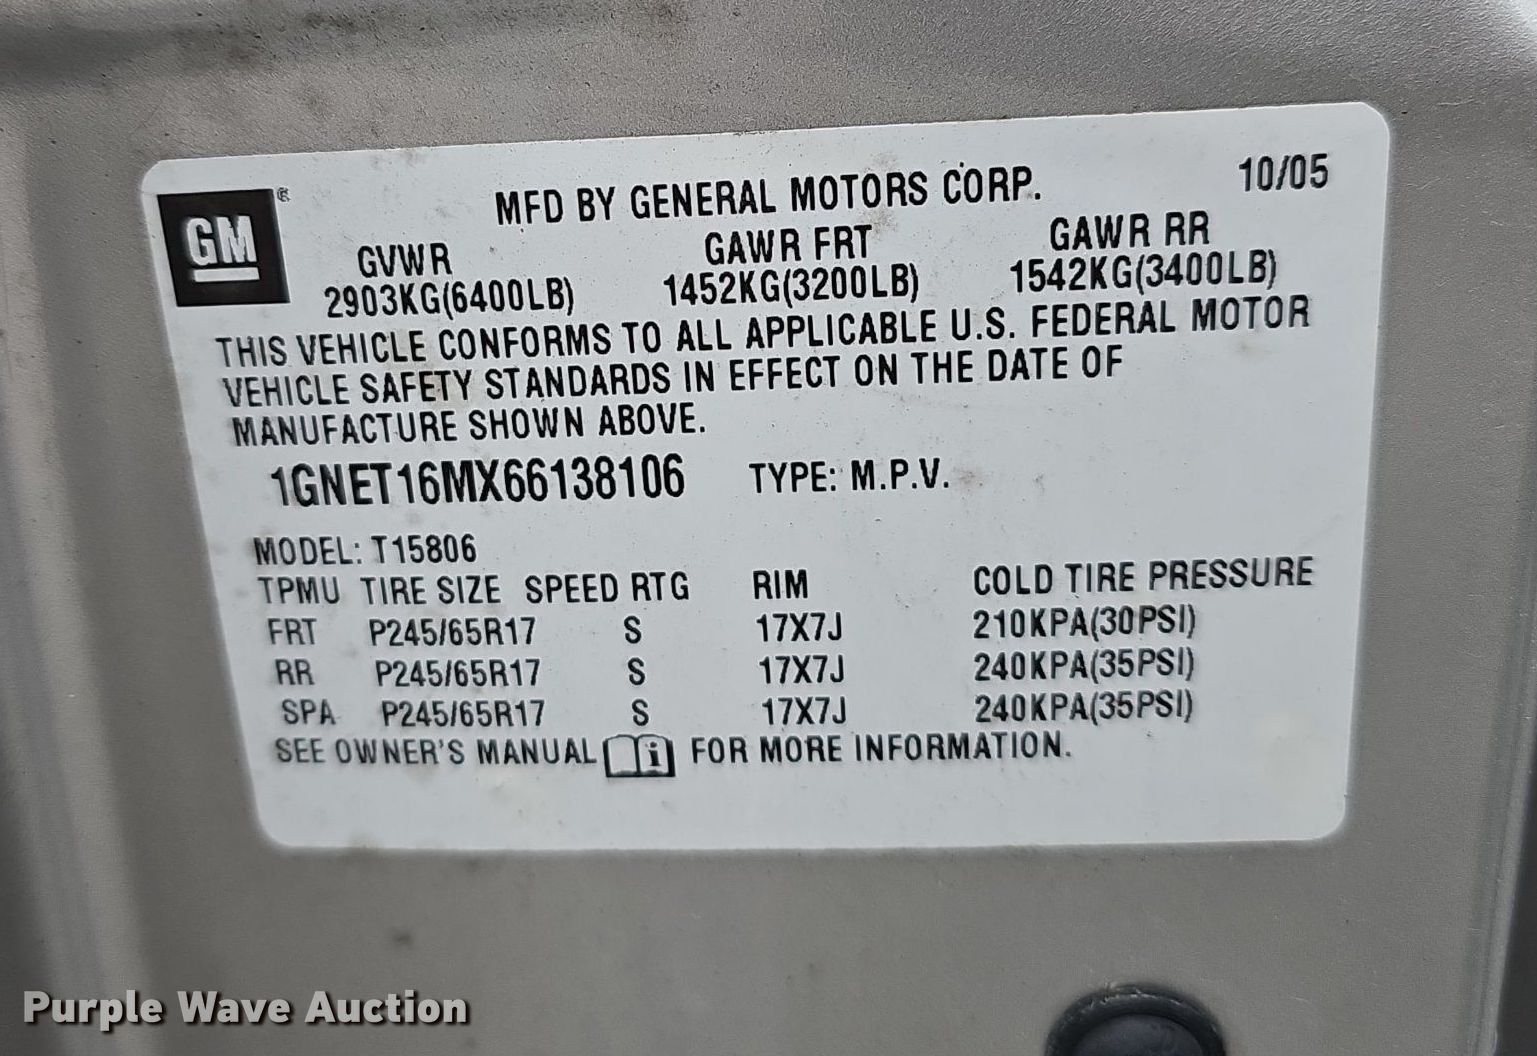 GM ®
MFD BY GENERAL MOTORS CORP. 10/05
GVWR GAWR FRT GAWR RR
2903KG(6400LB) 1452KG(3200LB) 1542KG(3400LB)
THIS VEHICLE CONFORMS TO ALL APPLICABLE U.S. FEDERAL MOTOR
VEHICLE SAFETY STANDARDS IN EFFECT ON THE DATE OF
MANUFACTURE SHOWN ABOVE.
1GNET16MX66138106 TYPE: M.P.V.
MODEL: T15806
TPMU TIRE SIZE SPEED RTG RIM COLD TIRE PRESSURE
FRT P245/65R17 S 17X7J 210KPA(30PSI)
RR P245/65R17 S 17X7J 240KPA(35PSI)
SPA P245/65R17 S 17X7J 240KPA(35PSI)
SEE OWNER'S MANUAL i FOR MORE INFORMATION.
Purple Wave Auction